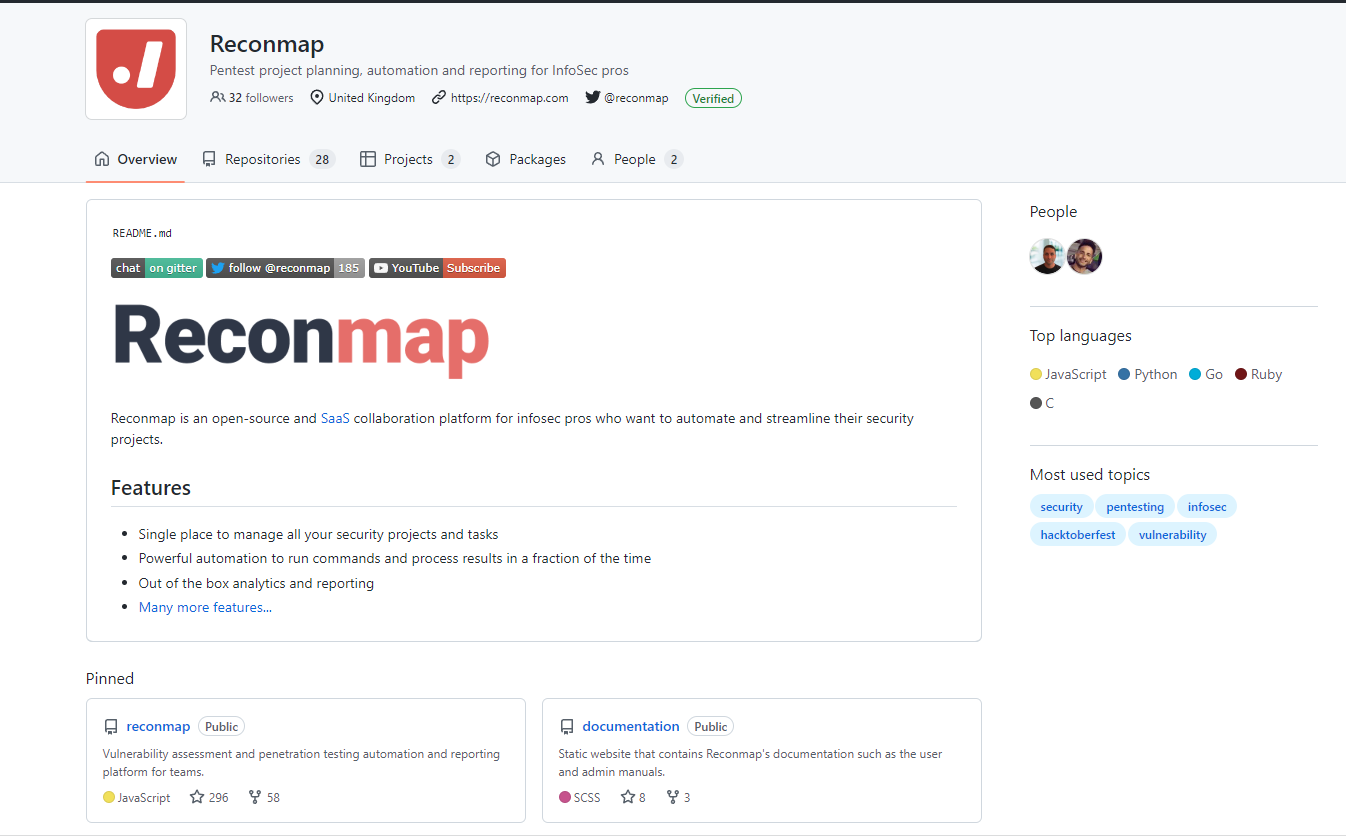 Reconmap
Pentest project planning, automation and reporting for InfoSec pros
32 followers United Kingdom https://reconmap.com @reconmap Verified
Overview Repositories 28 Projects 2 Packages People 2
README.md
chat on gitter follow @reconmap 185 YouTube Subscribe
Reconmap
Reconmap is an open-source and SaaS collaboration platform for infosec pros who want to automate and streamline their security
projects.
Features
Single place to manage all your security projects and tasks
Powerful automation to run commands and process results in a fraction of the time
Out of the box analytics and reporting
Many more features...
People
Top languages
JavaScript Python Go Ruby
C
Most used topics
security pentesting infosec
hacktoberfest vulnerability
Pinned
reconmap Public
Vulnerability assessment and penetration testing automation and reporting
platform for teams.
JavaScript 296 58
documentation Public
Static website that contains Reconmap's documentation such as the user
and admin manuals.
SCSS 8 3